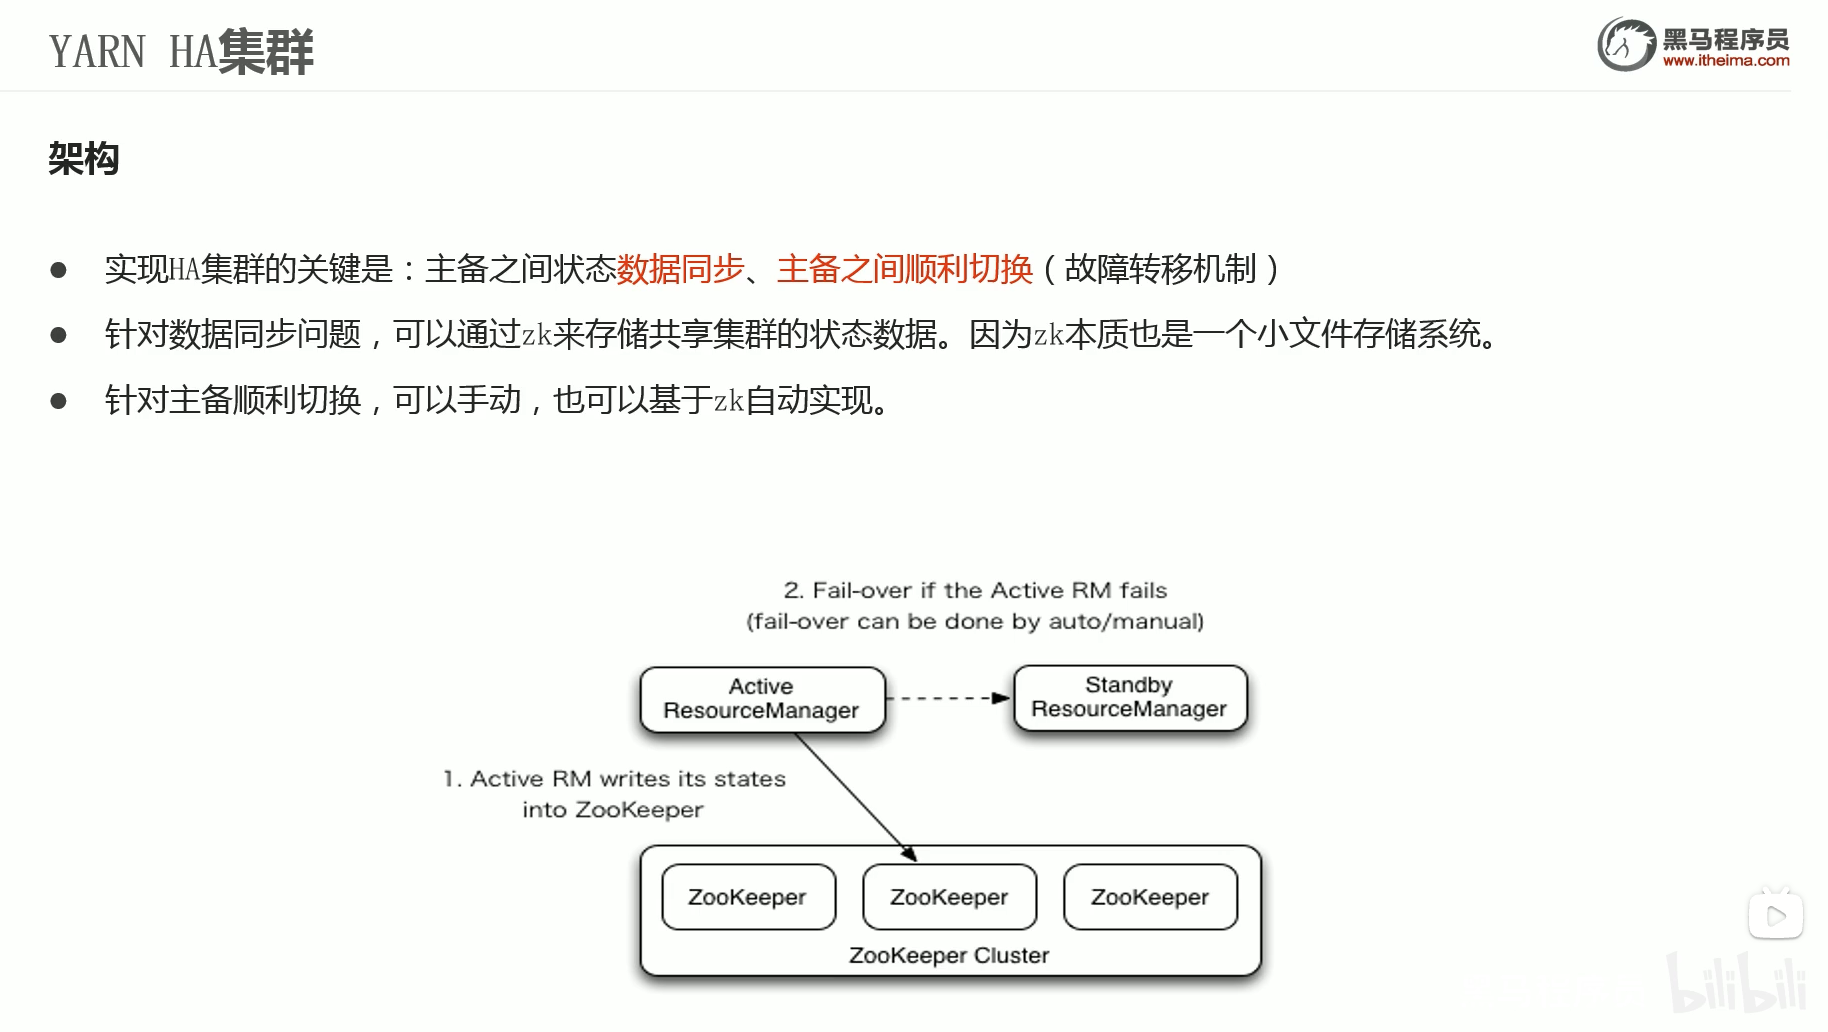 YARN HA集群
黑马程序员
www.itheima.com
架构
● 实现HA集群的关键是：主备之间状态数据同步、主备之间顺利切换（故障转移机制）
● 针对数据同步问题，可以通过zk来存储共享集群的状态数据。因为zk本质也是一个小文件存储系统。
● 针对主备顺利切换，可以手动，也可以基于zk自动实现。
2. Fail-over if the Active RM fails
(fail-over can be done by auto/manual)
Active
ResourceManager
Standby
ResourceManager
1. Active RM writes its states
into ZooKeeper
ZooKeeper
ZooKeeper
ZooKeeper
ZooKeeper Cluster
bilibili